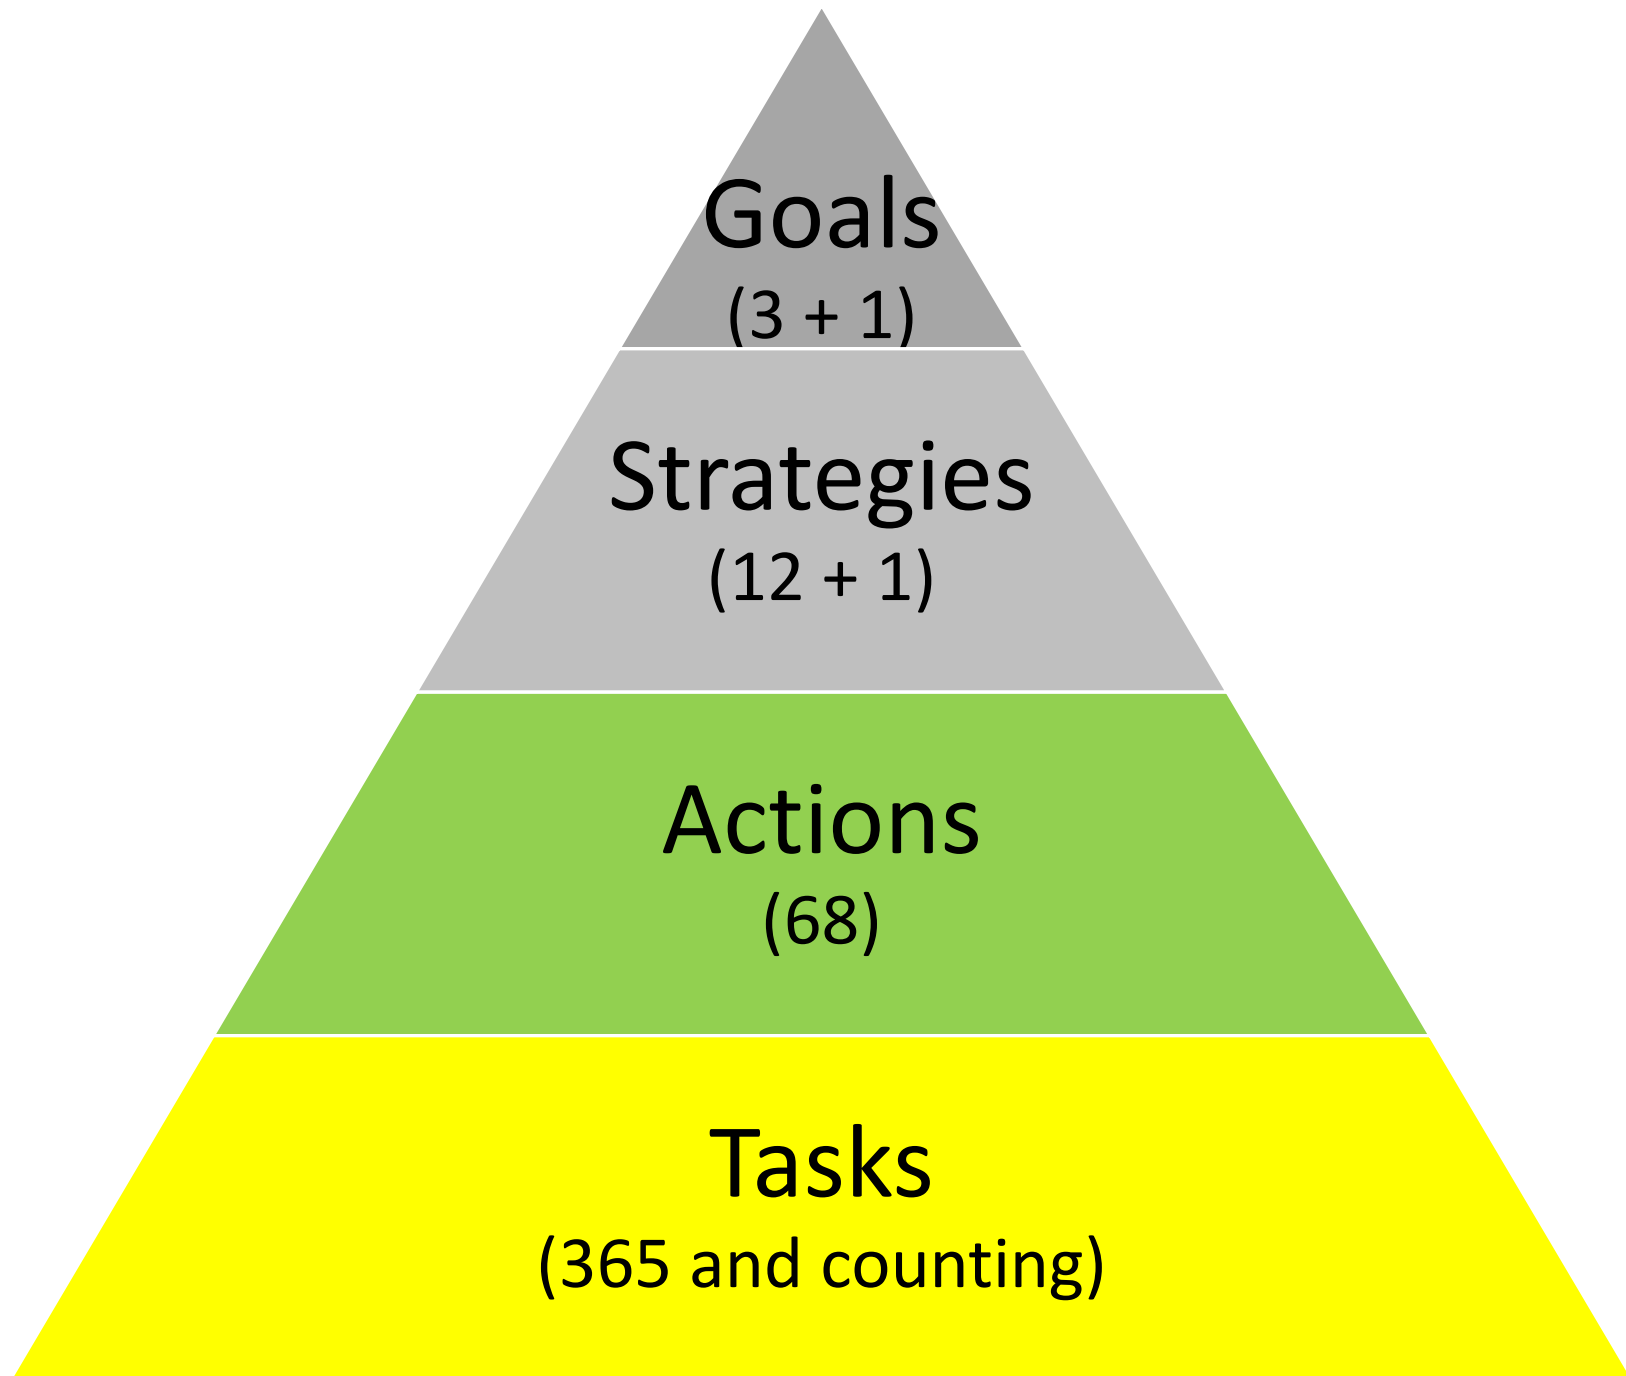 Goals
(3 + 1)
Strategies
(12 + 1)
Actions
(68)
Tasks
(365 and counting)